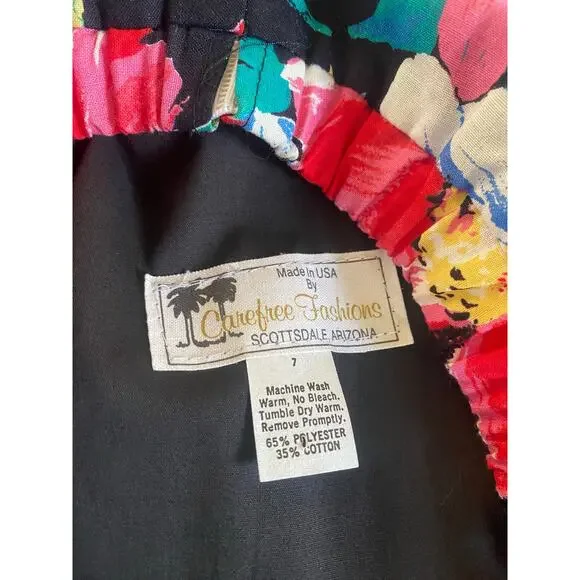 Made In USA
By
Carefree Fashions
SCOTTSDALE ARIZONA
7
Machine Wash
Warm, No Bleach.
Tumble Dry Warm.
Remove Promptly.
65% POLYESTER
35% COTTON